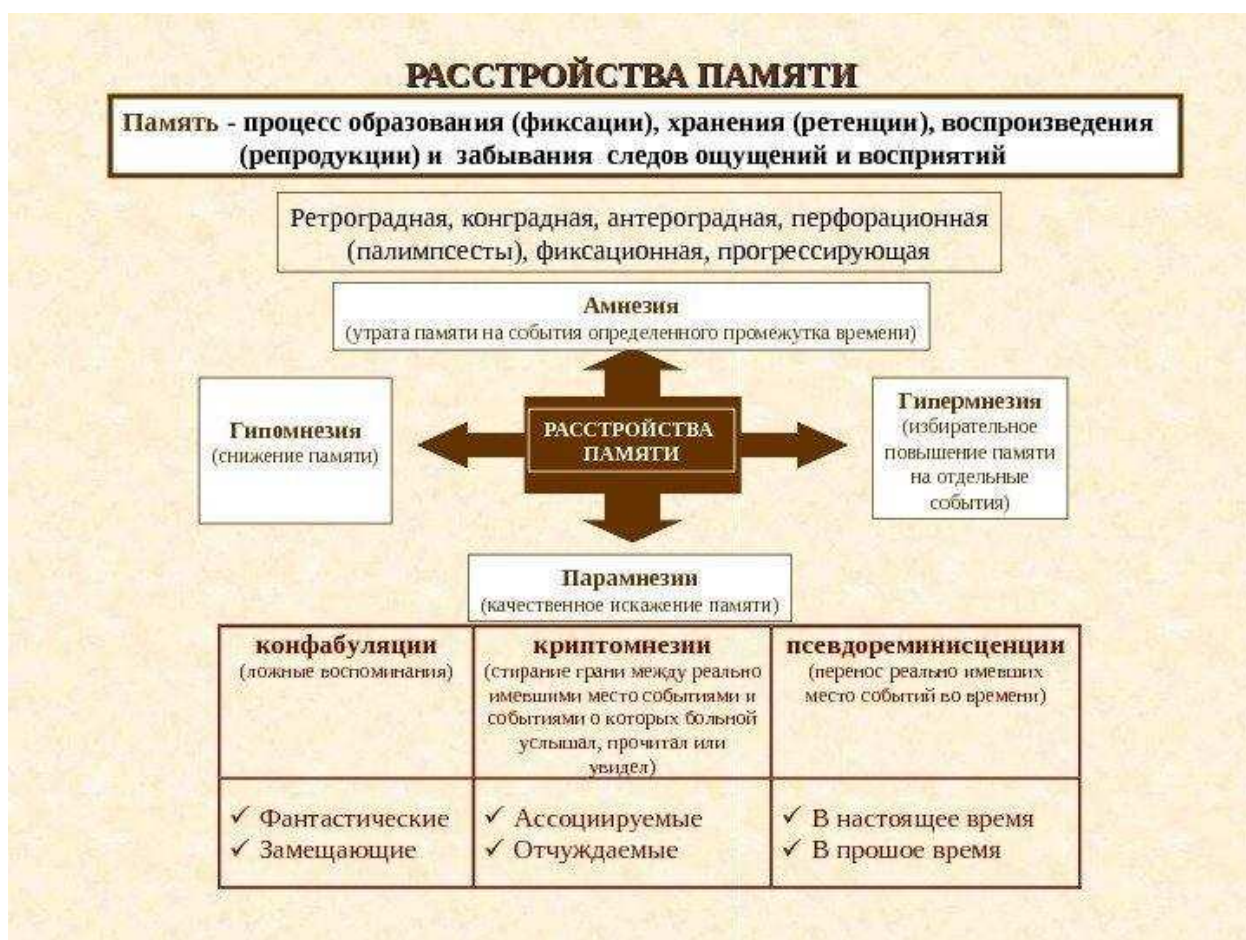 РАССТРОЙСТВА ПАМЯТИ
Память - процесс образования (фиксации), хранения (ретенции), воспроизведения
(репродукции) и забывания следов ощущений и восприятий
Ретроградная, конградная, антероградная, перфорационная
(палимпсесты), фиксационная, прогрессирующая
Амнезия
(утрата памяти на события определенного промежутка времени)
Гипомнезия
(снижение памяти)
РАССТРОЙСТВА
ПАМЯТИ
Гипермнезия
(избирательное
повышение памяти
на отдельные
события)
Парамнезии
(качественное искажение памяти)
конфабуляции
(ложные воспоминания)
криптомнезии
(стирание грани между реально
имевшими место событиями и
событиями о которых больной
услышал, прочитал или
увидел)
псевдореминисценции
(перенос реально имевших
место событий во времени)
✓ Фантастические
✓ Замещающие
✓ Ассоциируемые
✓ Отчуждаемые
✓ В настоящее время
✓ В прошое время